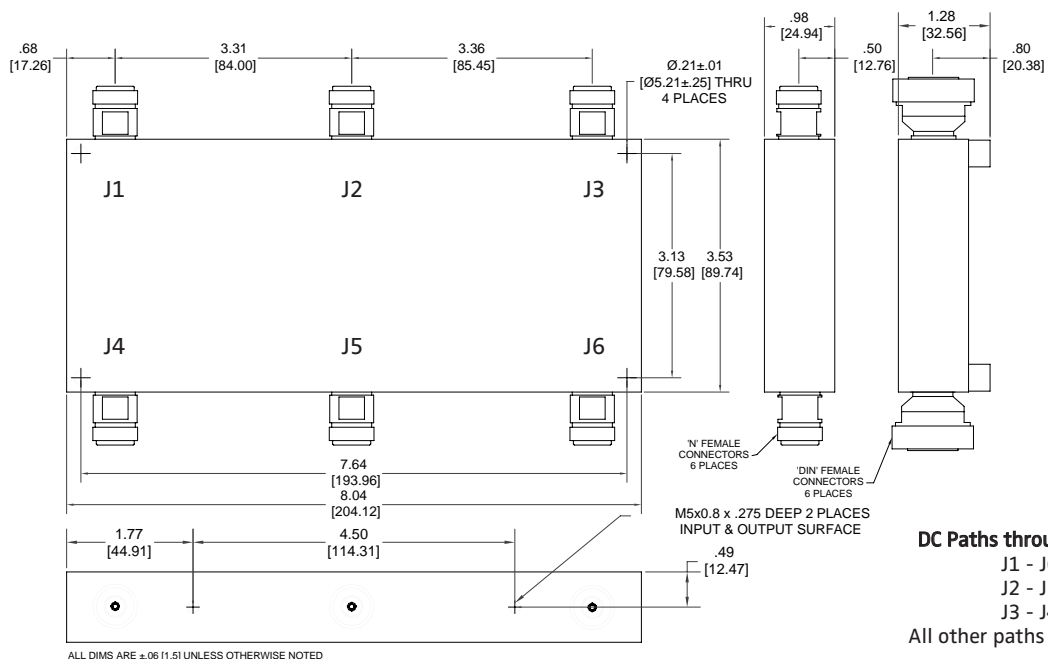 .68
[17.26]
3.31
[84.00]
3.36
[85.45]
Ø.21±.01
[Ø5.21±.25] THRU
4 PLACES
.98
[24.94]
.50
[12.76]
1.28
[32.56]
.80
[20.38]
J1 J2 J3
3.13
[79.58]
3.53
[89.74]
J4 J5 J6
'N' FEMALE
CONNECTORS
6 PLACES
'DIN' FEMALE
CONNECTORS
6 PLACES
7.64
[193.96]
8.04
[204.12]
M5x0.8 x .275 DEEP 2 PLACES
INPUT & OUTPUT SURFACE
1.77
[44.91]
4.50
[114.31]
.49
[12.47]
DC Paths
J1 -
J2 -
J3 -
All other paths
ALL DIMS ARE ±.06 [1.5] UNLESS OTHERWISE NOTED